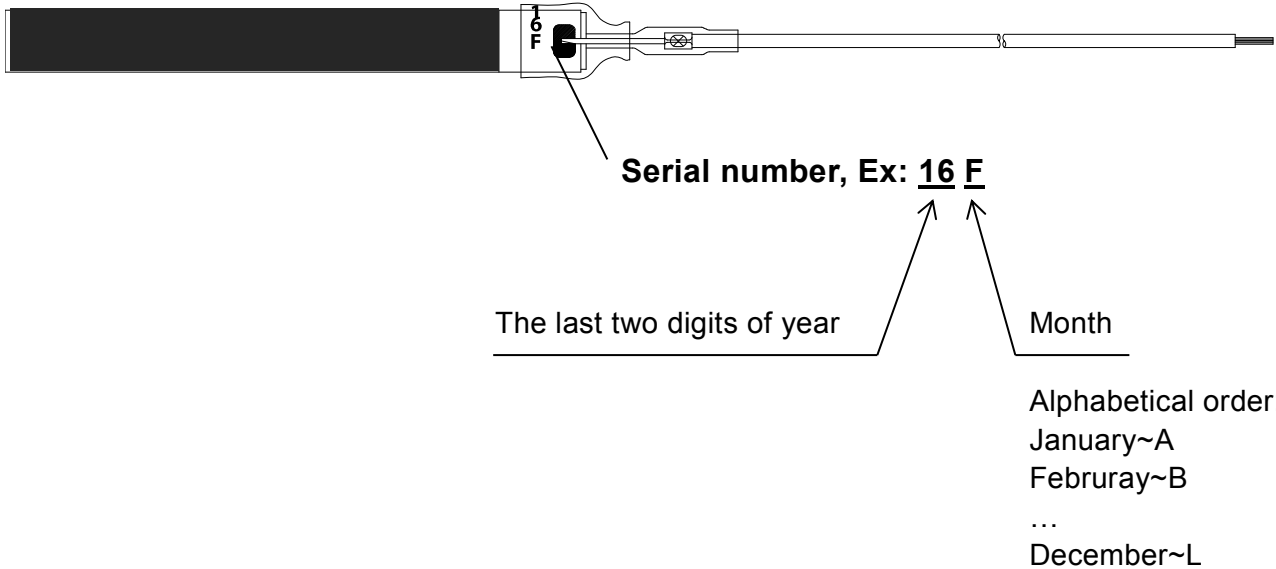 1
6
F
Serial number, Ex: 16 F
The last two digits of year
Month
Alphabetical order
January~A
Februray~B
…
December~L